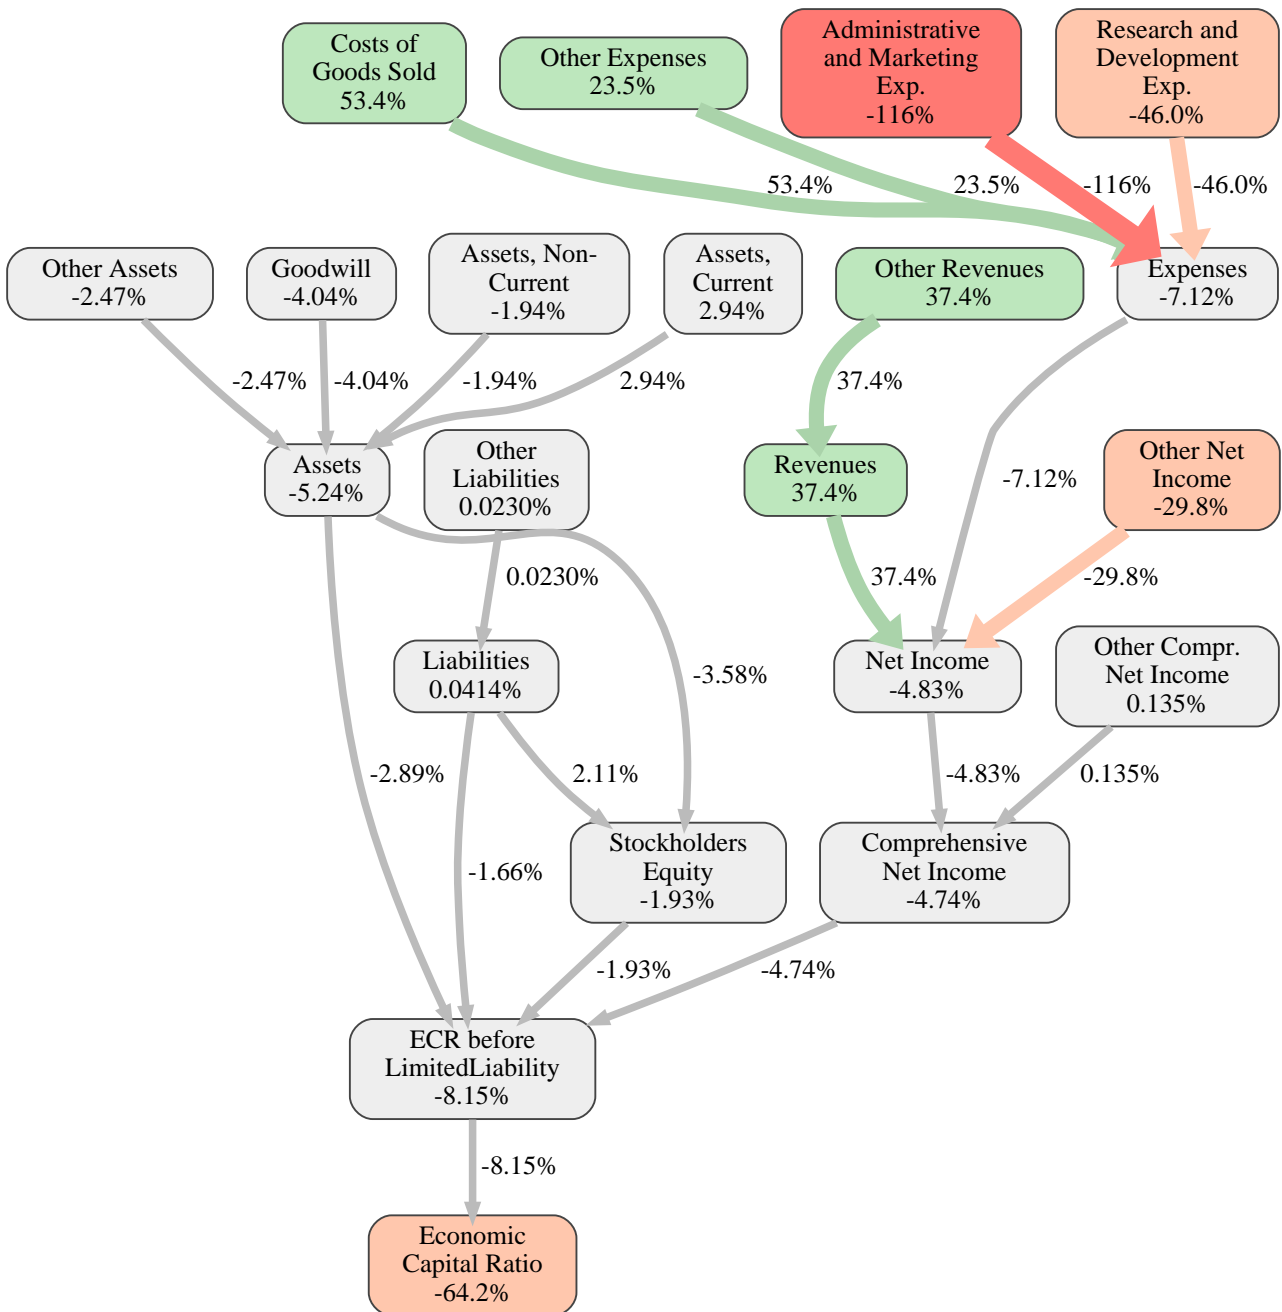 Costs of
Goods Sold
53.4%
Other Expenses
23.5%
Administrative
and Marketing
Exp.
-116%
Research and
Development
Exp.
-46.0%
53.4%
23.5%
-116%
-46.0%
Other Assets
-2.47%
Goodwill
-4.04%
Assets, Non-
Current
-1.94%
Assets,
Current
2.94%
Other Revenues
37.4%
Expenses
-7.12%
-2.47%
-4.04%
-1.94%
2.94%
37.4%
-7.12%
Assets
-5.24%
Other
Liabilities
0.0230%
Revenues
37.4%
Other Net
Income
-29.8%
0.0230%
37.4%
-29.8%
Liabilities
0.0414%
-3.58%
Net Income
-4.83%
Other Compr.
Net Income
0.135%
-2.89%
2.11%
-4.83%
0.135%
-1.66%
Stockholders
Equity
-1.93%
Comprehensive
Net Income
-4.74%
-1.93%
-4.74%
ECR before
LimitedLiability
-8.15%
-8.15%
Economic
Capital Ratio
-64.2%